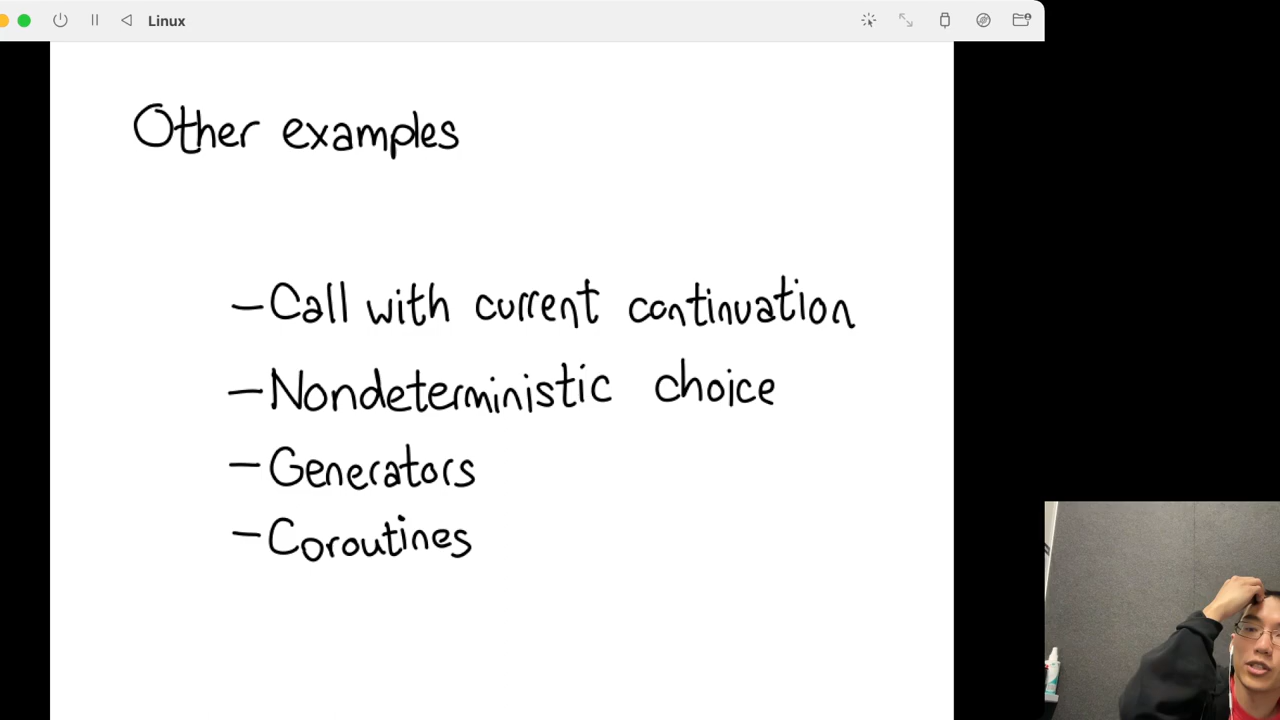 Linux
Other examples
- Call with current continuation
- Nondeterministic choice
- Generators
- Coroutines